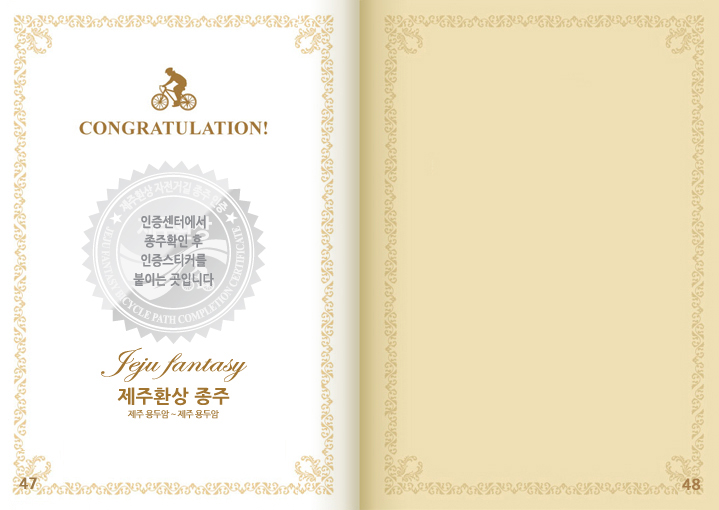 CONGRATULATION!
제주환상 자전거길 종주 인증
인증센터에서
종주확인 후
인증스티커를
붙이는 곳입니다
JEJU FANTASY BICYCLE PATH COMPLETION CERTIFICATE
Jeju fantasy
제주환상 종주
제주 용두암 ~ 제주 용두암
47
48